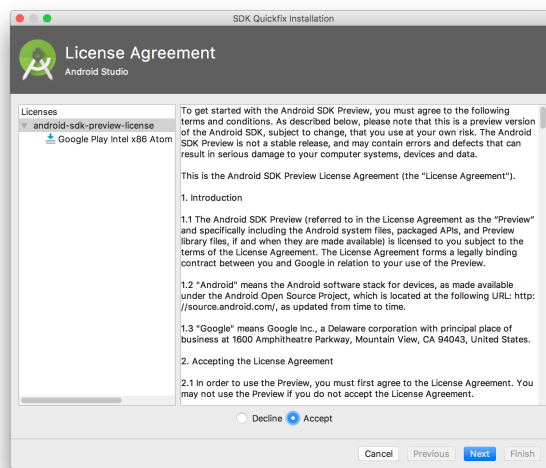 SDK Quickfix Installation
License Agreement
Android Studio
Licenses
android-sdk-preview-license
Google Play Intel x86 Atom
To get started with the Android SDK Preview, you must agree to the following
terms and conditions. As described below, please note that this is a preview version
of the Android SDK, subject to change, that you use at your own risk. The Android
SDK Preview is not a stable release, and may contain errors and defects that can
result in serious damage to your computer systems, devices and data.
This is the Android SDK Preview License Agreement (the "License Agreement").
1. Introduction
1.1 The Android SDK Preview (referred to in the License Agreement as the “Preview”
and specifically including the Android system files, packaged APIs, and Preview
library files, if and when they are made available) is licensed to you subject to the
terms of the License Agreement. The License Agreement forms a legally binding
contract between you and Google in relation to your use of the Preview.
1.2 "Android" means the Android software stack for devices, as made available
under the Android Open Source Project, which is located at the following URL: http:
//source.android.com/, as updated from time to time.
1.3 "Google" means Google Inc., a Delaware corporation with principal place of
business at 1600 Amphitheatre Parkway, Mountain View, CA 94043, United States.
2. Accepting the License Agreement
2.1 In order to use the Preview, you must first agree to the License Agreement. You
may not use the Preview if you do not accept the License Agreement.
Decline Accept
Cancel Previous Next Finish